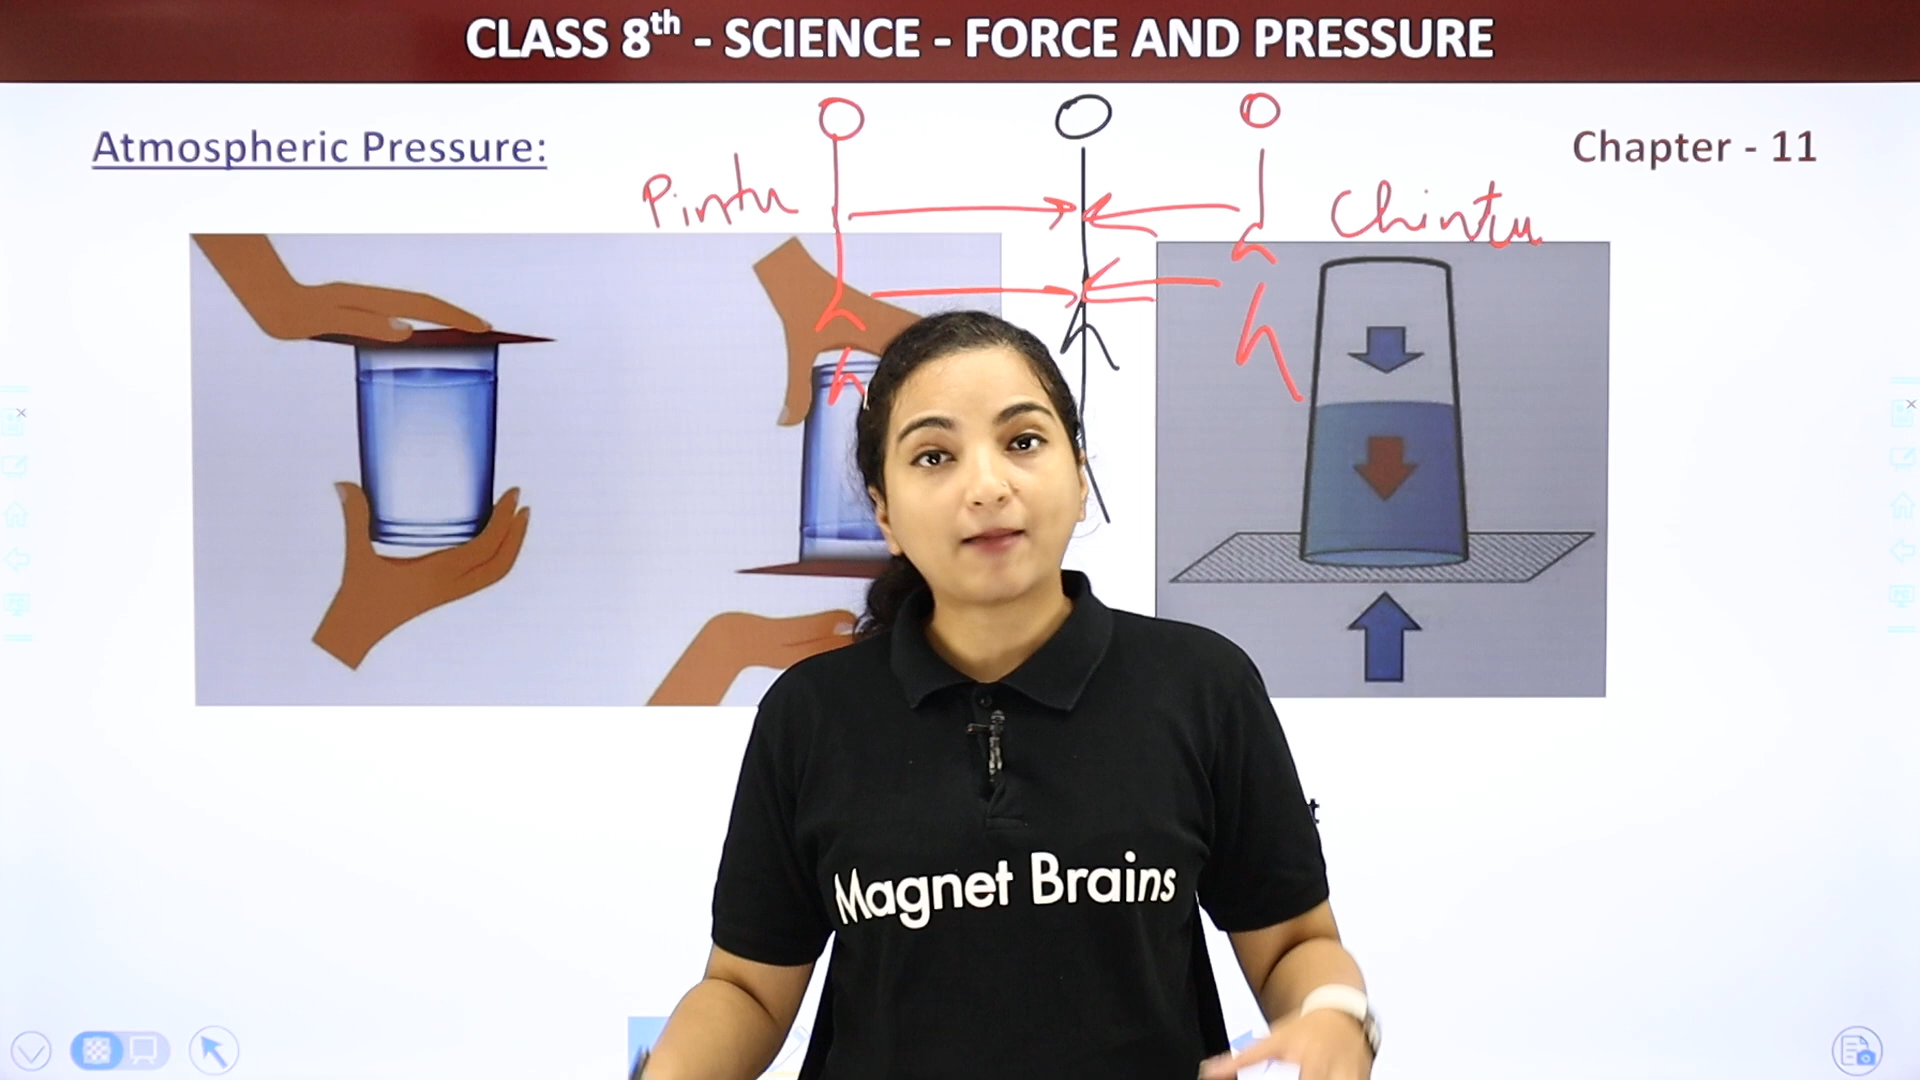 CLASS 8th - SCIENCE - FORCE AND PRESSURE
Atmospheric Pressure:
Chapter - 11
Pintu
Chintu
Magnet Brains